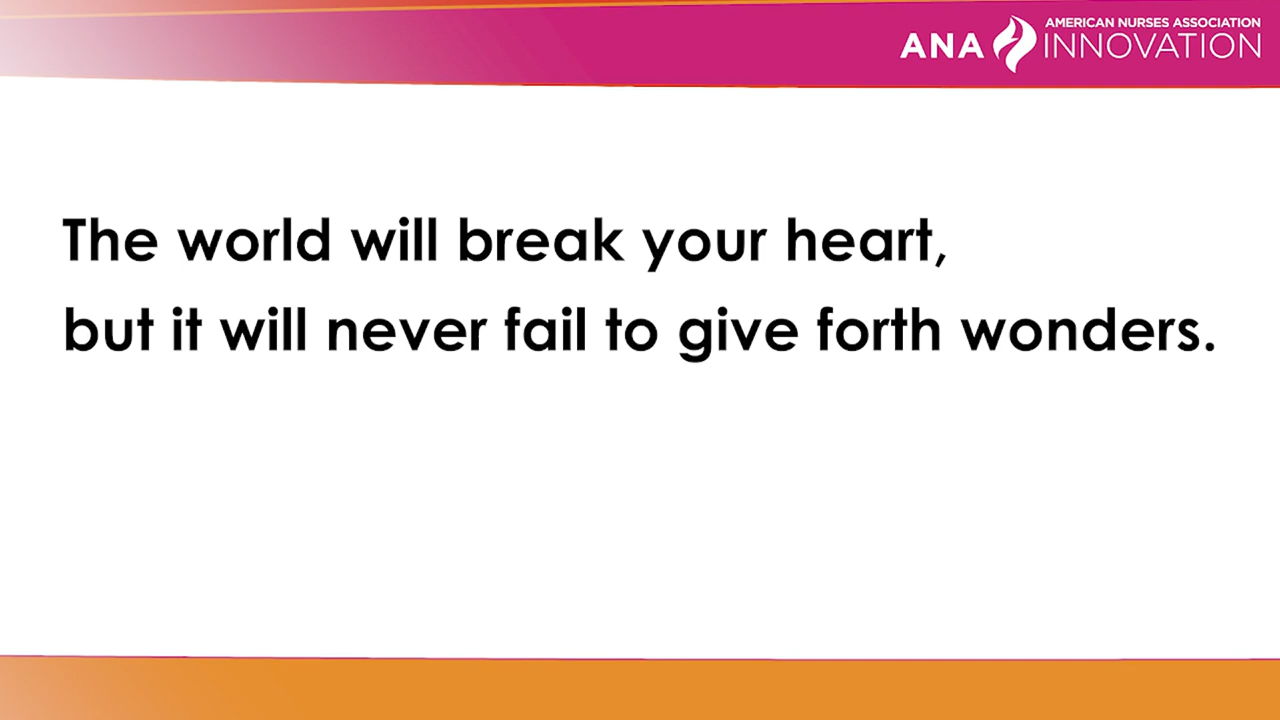 ANA
AMERICAN NURSES ASSOCIATION
INNOVATION
The world will break your heart,
but it will never fail to give forth wonders.